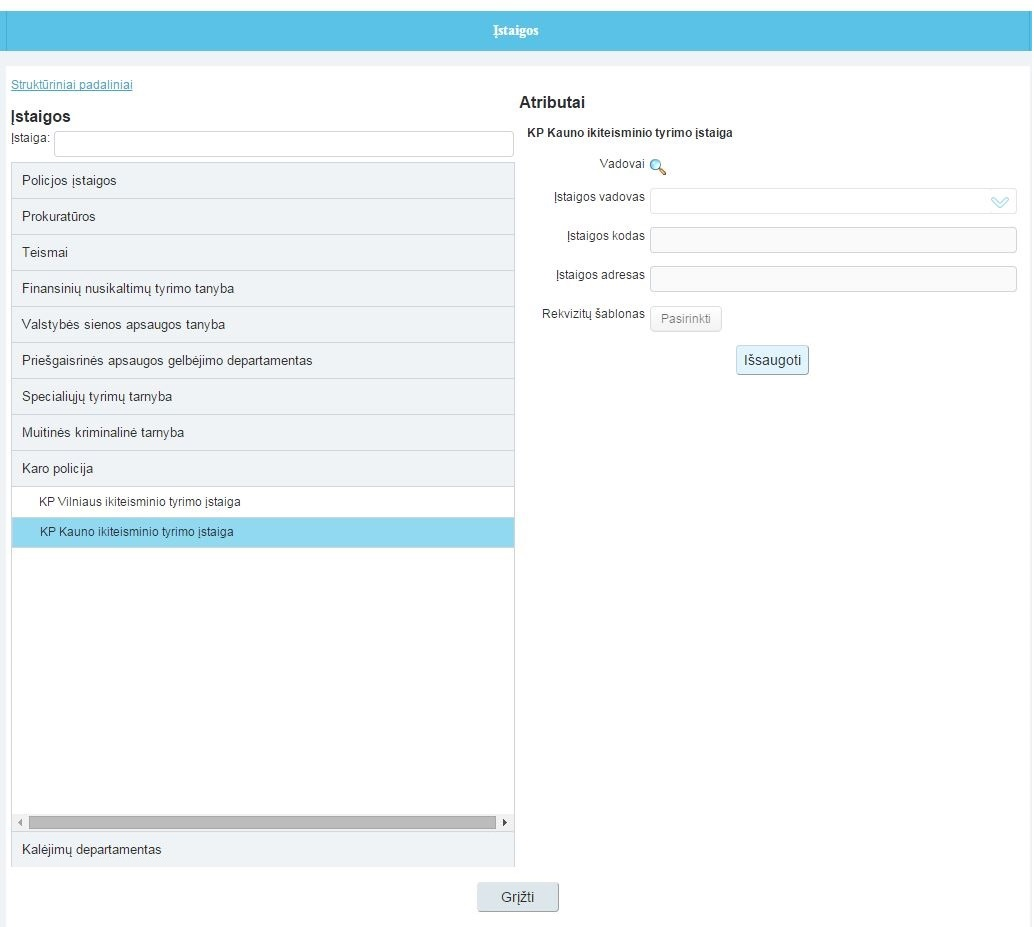 Įstaigos
Struktūriniai padaliniai
Įstaigos
Įstaiga:
Policjos įstaigos
Prokuratūros
Teismai
Finansinių nusikaltimų tyrimo tanyba
Valstybės sienos apsaugos tanyba
Priešgaisrinės apsaugos gelbėjimo departamentas
Specialiųjų tyrimų tarnyba
Muitinės kriminalinė tarnyba
Karo policija
KP Vilniaus ikiteisminio tyrimo įstaiga
KP Kauno ikiteisminio tyrimo įstaiga
Kalėjimų departamentas
Atributai
KP Kauno ikiteisminio tyrimo įstaiga
Vadovai
Įstaigos vadovas
Įstaigos kodas
Įstaigos adresas
Rekvizitų šablonas Pasirinkti
Išsaugoti
Grįžti